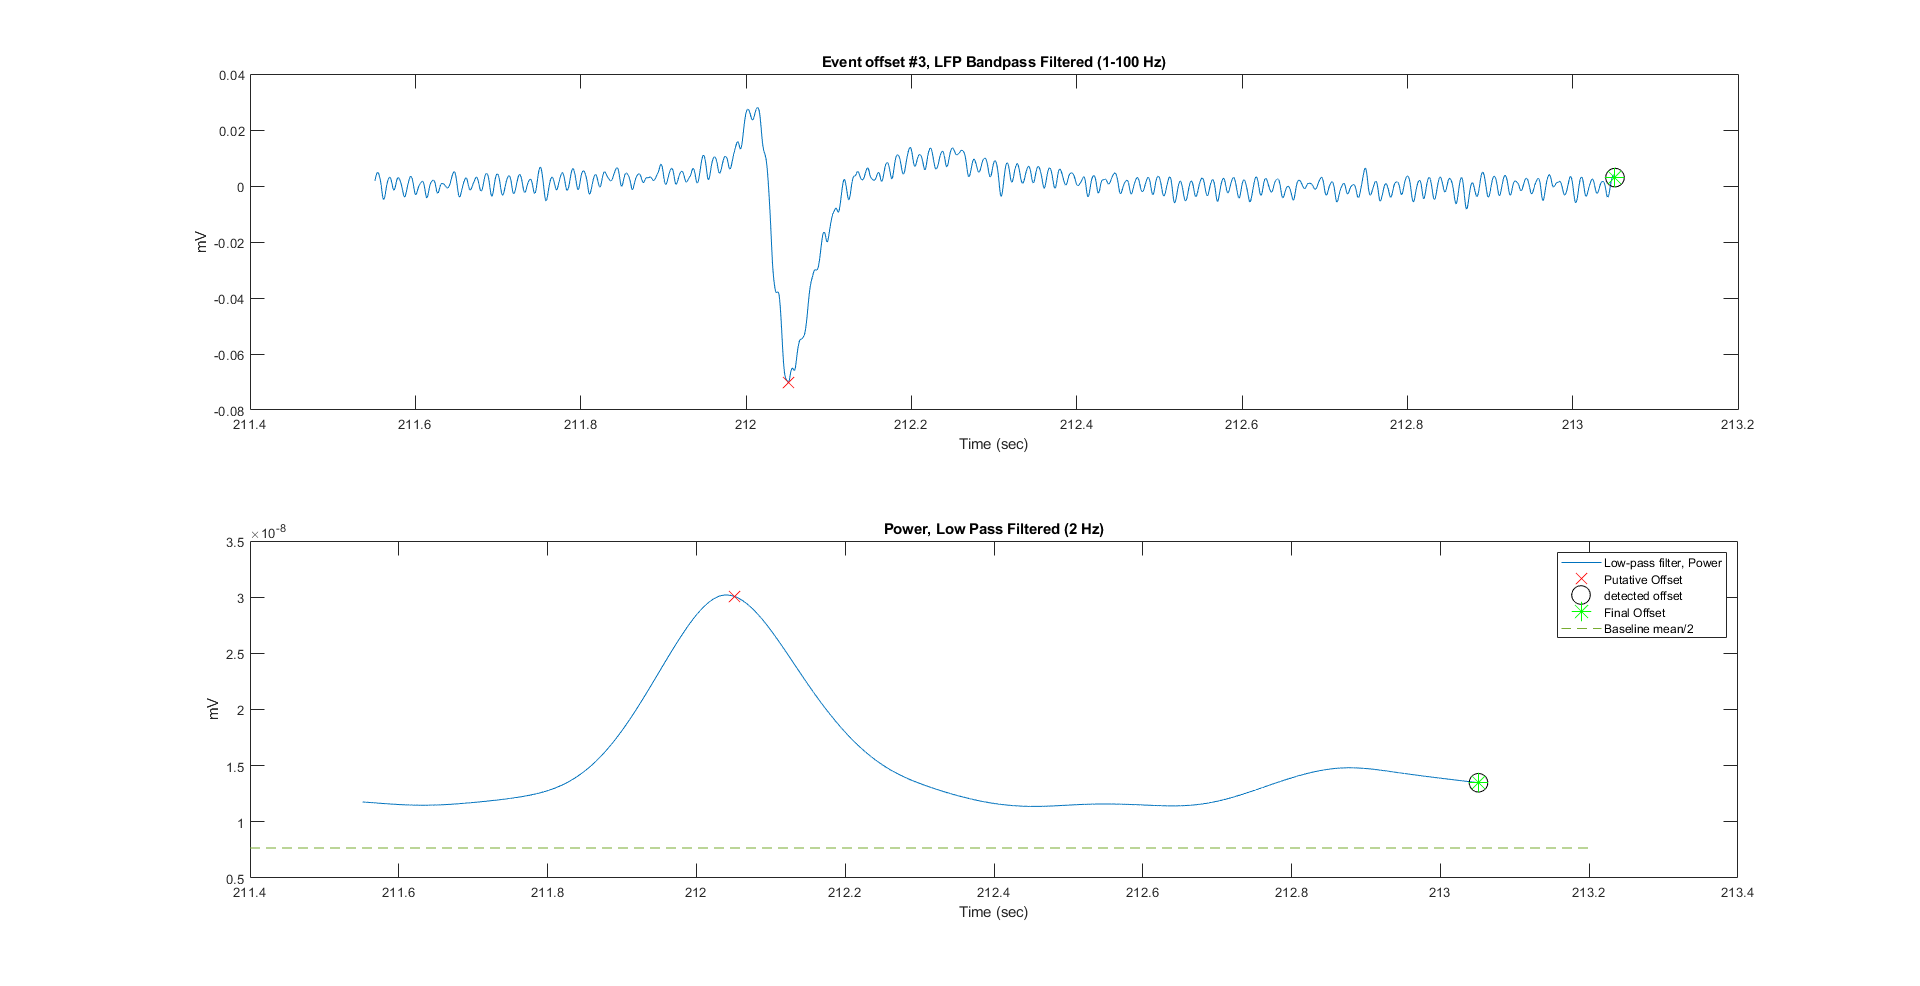 Event offset #3, LFP Bandpass Filtered (1-100 Hz)
0.04
0.02
0
-0.02
-0.04
-0.06
-0.08
mV
211.4 211.6 211.8 212 212.2 212.4 212.6 212.8 213 213.2
Time (sec)
Power, Low Pass Filtered (2 Hz)
×10^-8
3.5
3
2.5
2
1.5
1
0.5
mV
Low-pass filter, Power
Putative Offset
detected offset
Final Offset
Baseline mean/2
211.4 211.6 211.8 212 212.2 212.4 212.6 212.8 213 213.2 213.4
Time (sec)